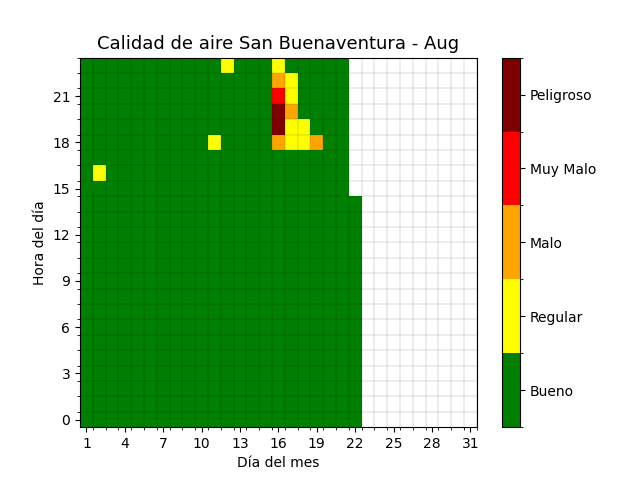 Calidad de aire San Buenaventura - Aug
Hora del día
21
18
15
12
9
6
3
0
1 4 7 10 13 16 19 22 25 28 31
Día del mes
Peligroso
Muy Malo
Malo
Regular
Bueno